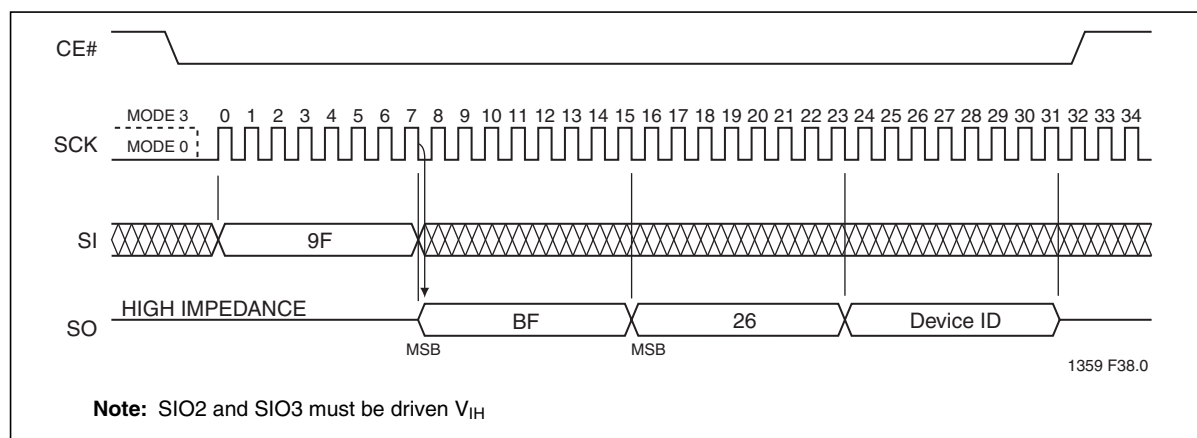 CE#
MODE 3
0 1 2 3 4 5 6 7 8 9 10 11 12 13 14 15 16 17 18 19 20 21 22 23 24 25 26 27 28 29 30 31 32 33 34
SCK
MODE 0
SI
9F
HIGH IMPEDANCE
SO
BF
26
Device ID
MSB
MSB
1359 F38.0
Note: SIO2 and SIO3 must be driven VIH